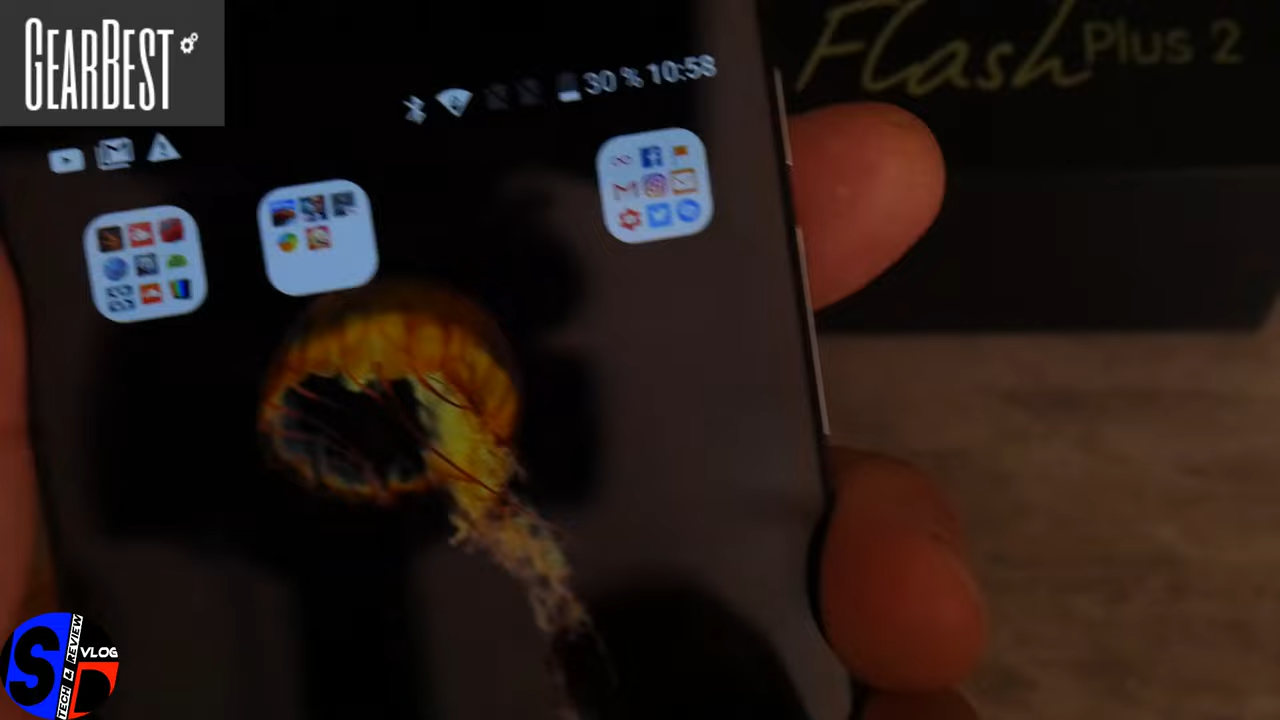 GEARBEST
Flash Plus 2
30 % 10:58
S
TECH & REVIEW
VLOG
D